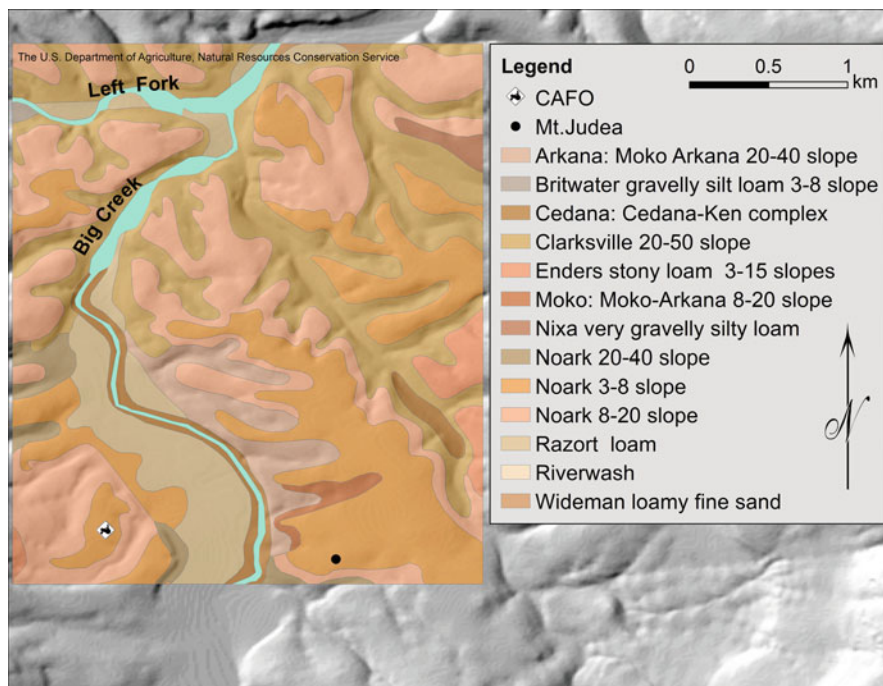 The U.S. Department of Agriculture, Natural Resources Conservation Service
Left Fork
Big Creek
Legend
0 0.5 1
km
CAFO
Mt.Judea
Arkana: Moko Arkana 20-40 slope
Britwater gravelly silt loam 3-8 slope
Cedana: Cedana-Ken complex
Clarksville 20-50 slope
Enders stony loam 3-15 slopes
Moko: Moko-Arkana 8-20 slope
Nixa very gravelly silty loam
Noark 20-40 slope
Noark 3-8 slope
Noark 8-20 slope
Razort loam
Riverwash
Wideman loamy fine sand
N